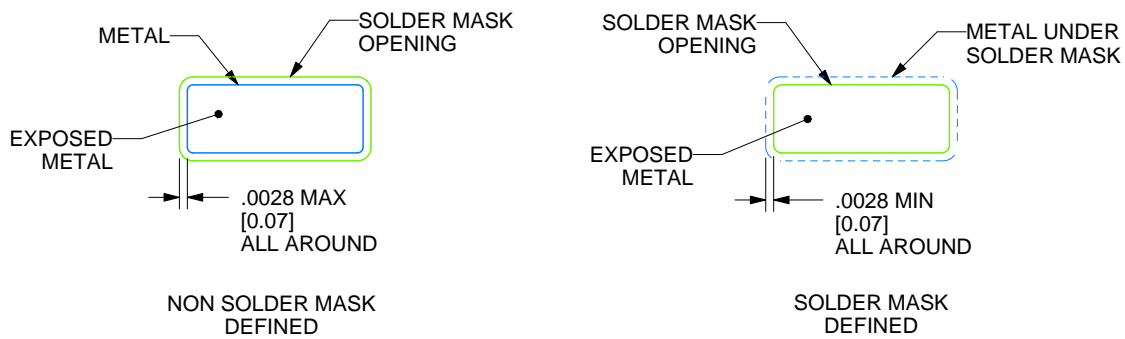 METAL
SOLDER MASK
OPENING
EXPOSED
METAL
.0028 MAX
[0.07]
ALL AROUND
NON SOLDER MASK
DEFINED
SOLDER MASK
OPENING
METAL UNDER
SOLDER MASK
EXPOSED
METAL
.0028 MIN
[0.07]
ALL AROUND
SOLDER MASK
DEFINED